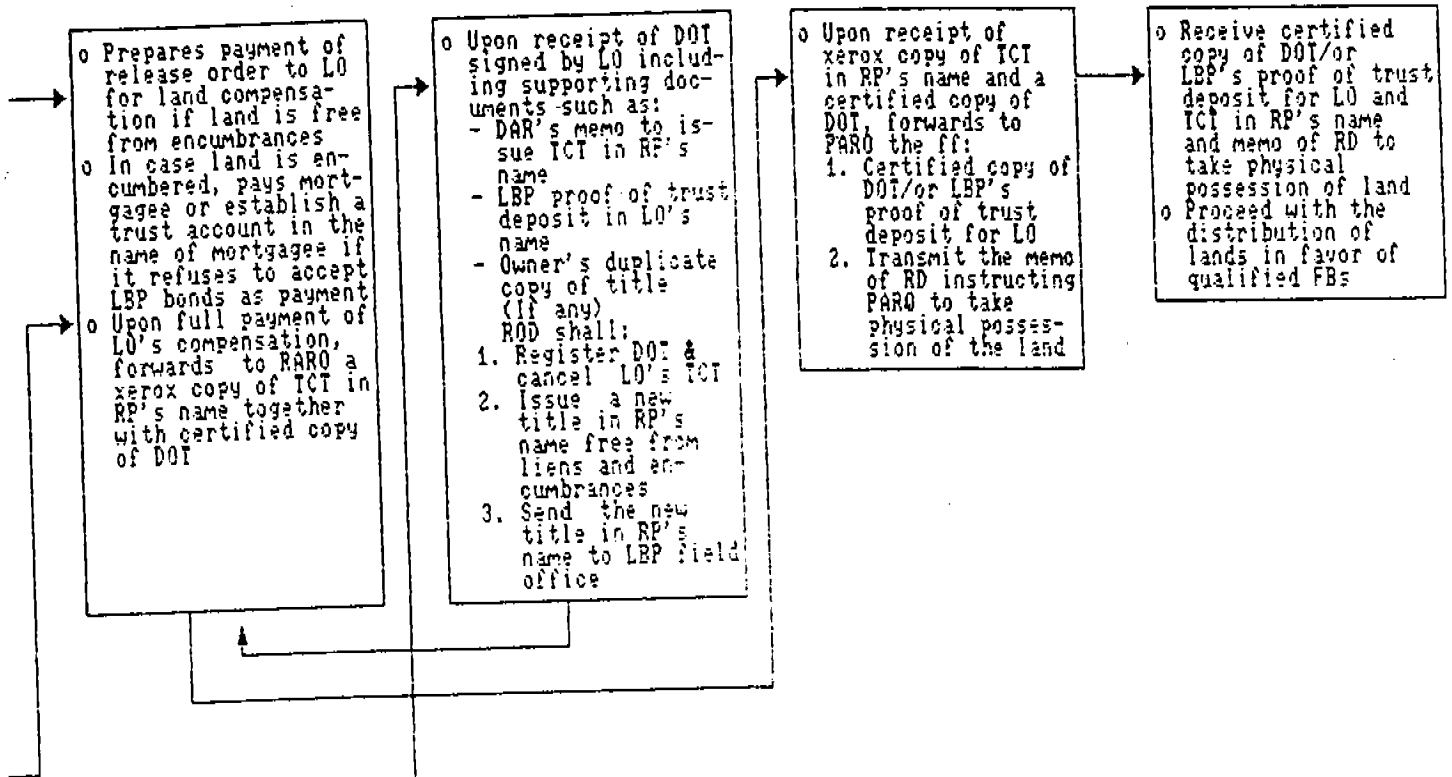 o Prepares payment of
release order to LO
for land compensa-
tion if land is free
from encumbrances
o In case land is en-
cumbered, pays mort-
gagee or establish a
trust account in the
name of mortgagee if
it refuses to accept
LBP bonds as payment
o Upon full payment of
LO's compensation,
forwards to RARO a
xerox copy of TCT in
RP's name together
with certified copy
of DOT
o Upon receipt of DOT
signed by LO includ-
ing supporting doc-
uments such as:
- DAR's memo to is-
sue TCT in RP's
name
- LBP proof of trust
deposit in LO's
name
- Owner's duplicate
copy of title
(If any)
ROD shall:
1. Register DOT &
cancel LO's TCT
2. Issue a new
title in RP's
name free from
liens and en-
cumbrances
3. Send the new
title in RP's
name to LBP field
office
o Upon receipt of
xerox copy of TCT
in RP's name and a
certified copy of
DOT, forwards to
PARO the ff:
1. Certified copy of
DOT/or LBP's
proof of trust
deposit for LO
2. Transmit the memo
of RD instructing
PARO to take
physical posses-
sion of the land
o Receive certified
copy of DOT/or
LBP's proof of trust
deposit for LO and
TCT in RP's name
and memo of RD to
take physical
possession of land
o Proceed with the
distribution of
lands in favor of
qualified FBs